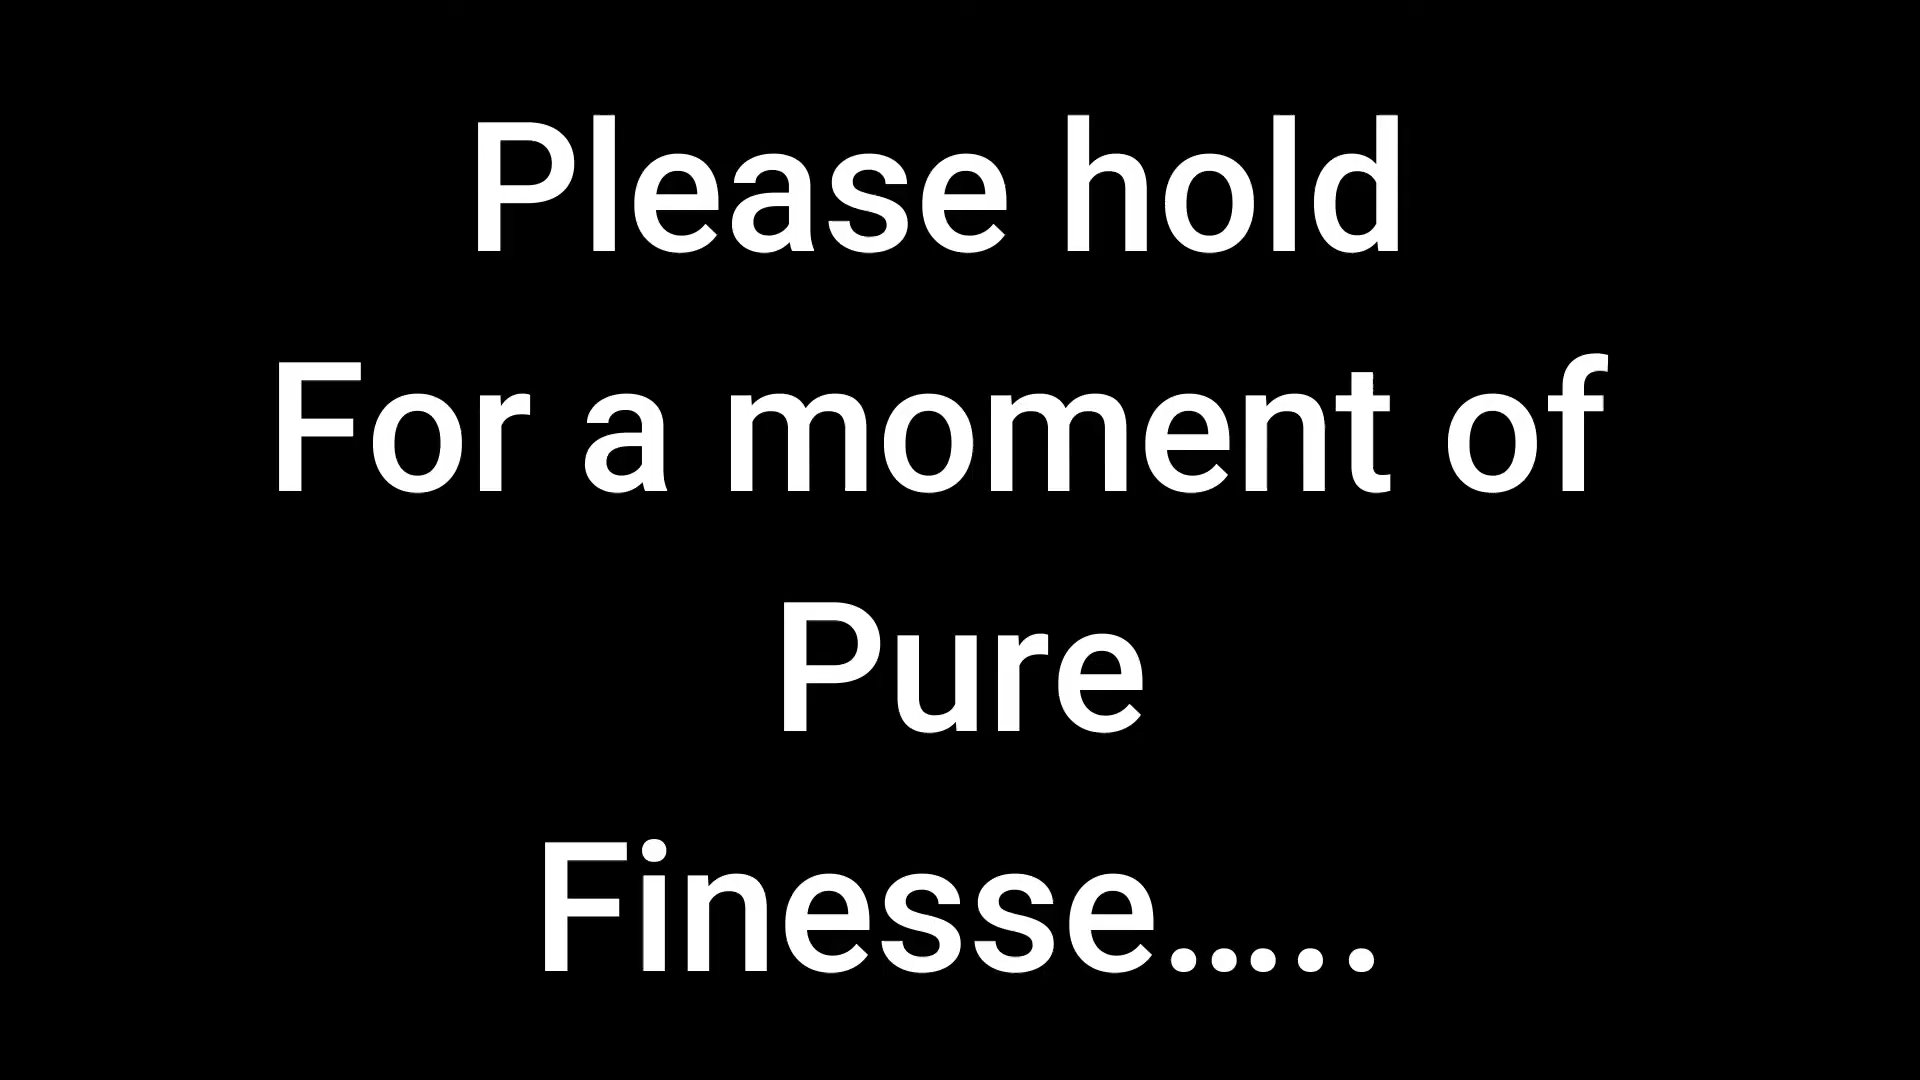 Please hold
For a moment of
Pure
Finesse.....